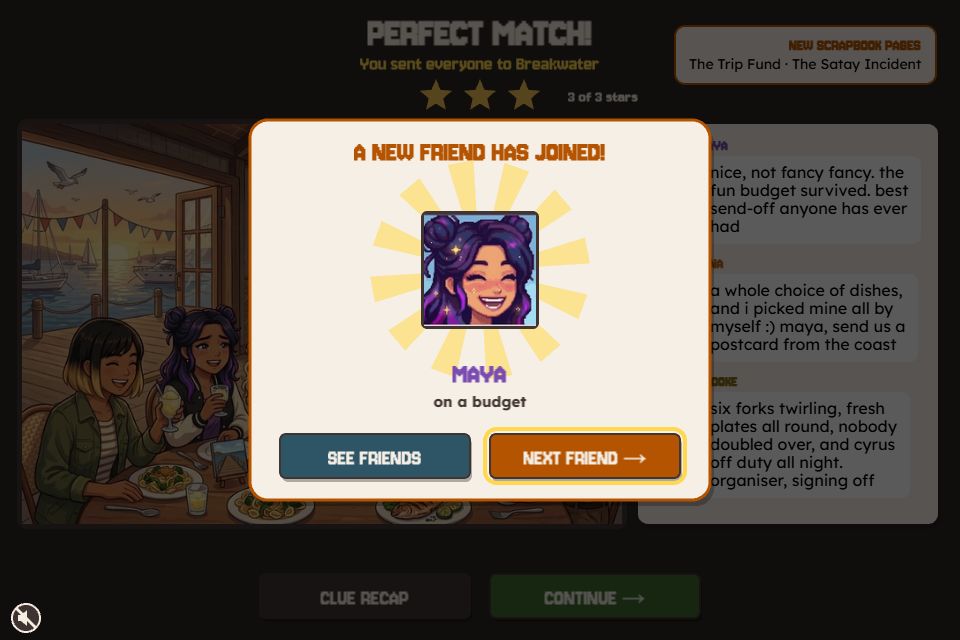 PERFECT MATCH!
You sent everyone to Breakwater
3 of 3 stars
NEW SCRAPBOOK PAGES
The Trip Fund · The Satay Incident
A NEW FRIEND HAS JOINED!
MAYA
on a budget
SEE FRIENDS
NEXT FRIEND →
nice, not fancy fancy. the
fun budget survived. best
send-off anyone has ever
had
a whole choice of dishes,
and i picked mine all by
myself :) maya, send us a
postcard from the coast
six forks twirling, fresh
plates all round, nobody
doubled over, and cyrus
off duty all night.
organiser, signing off
CLUE RECAP
CONTINUE →